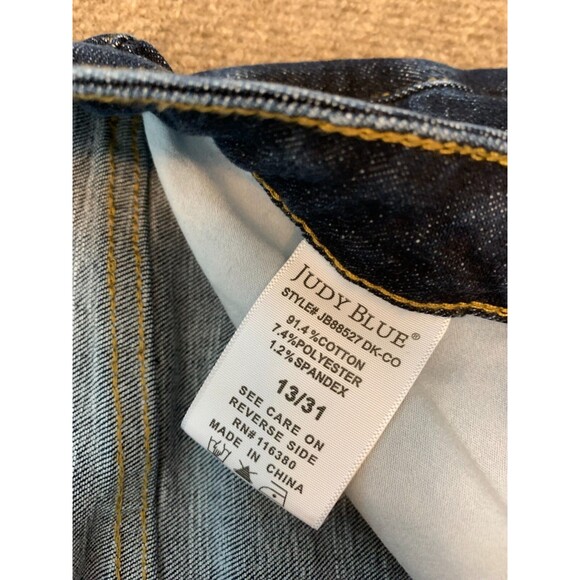 JUDY BLUE®
STYLE# JB88527 DK-CO
91.4%COTTON
7.4%POLYESTER
1.2%SPANDEX
13/31
SEE CARE ON
REVERSE SIDE
RN# 116380
MADE IN CHINA